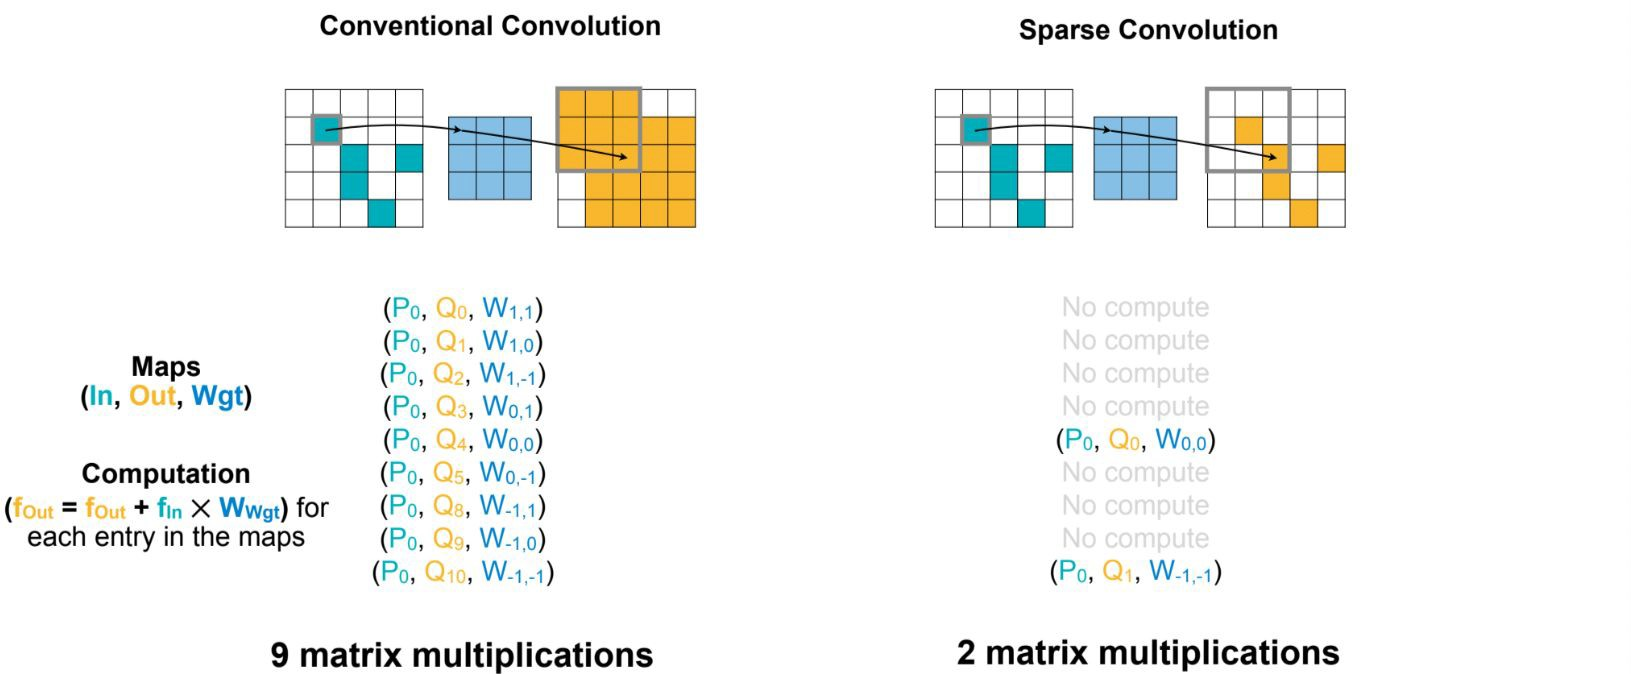 Conventional Convolution
Sparse Convolution
(P0, Q0, W1,1)
(P0, Q1, W1,0)
(P0, Q2, W1,-1)
(P0, Q3, W0,1)
(P0, Q4, W0,0)
(P0, Q5, W0,-1)
(P0, Q8, W-1,1)
(P0, Q9, W-1,0)
(P0, Q10, W-1,-1)
No compute
No compute
No compute
No compute
(P0, Q0, W0,0)
No compute
No compute
No compute
(P0, Q1, W-1,-1)
Maps
(In, Out, Wgt)
Computation
(fOut = fOut + fIn × WWgt) for
each entry in the maps
9 matrix multiplications
2 matrix multiplications